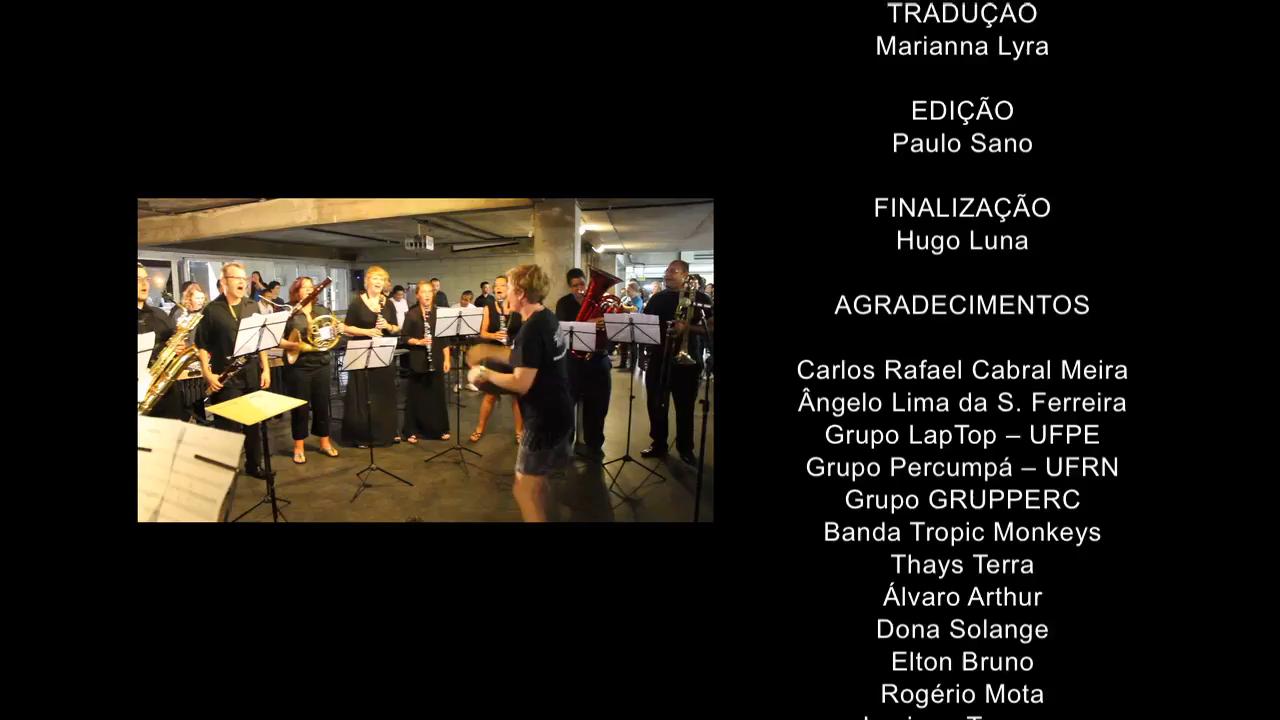 TRADUÇÃO
Marianna Lyra
EDIÇÃO
Paulo Sano
FINALIZAÇÃO
Hugo Luna
AGRADECIMENTOS
Carlos Rafael Cabral Meira
Ângelo Lima da S. Ferreira
Grupo LapTop – UFPE
Grupo Percumpá – UFRN
Grupo GRUPPERC
Banda Tropic Monkeys
Thays Terra
Álvaro Arthur
Dona Solange
Elton Bruno
Rogério Mota